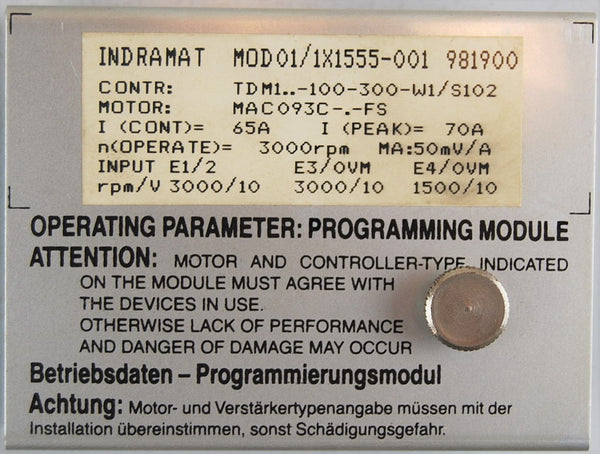 INDRAMAT MOD01/1X1555-001 981900
CONTR: TDM1..-100-300-W1/S102
MOTOR: MAC093C-.-FS
I (CONT)= 65A I (PEAK)= 70A
n(OPERATE)= 3000rpm MA:50mV/A
INPUT E1/2 E3/0VM E4/0VM
rpm/V 3000/10 3000/10 1500/10
OPERATING PARAMETER: PROGRAMMING MODULE
ATTENTION: MOTOR AND CONTROLLER-TYPE INDICATED
ON THE MODULE MUST AGREE WITH
THE DEVICES IN USE.
OTHERWISE LACK OF PERFORMANCE
AND DANGER OF DAMAGE MAY OCCUR
Betriebsdaten – Programmierungsmodul
Achtung: Motor- und Verstärkertypenangabe müssen mit der
Installation übereinstimmen, sonst Schädigungsgefahr.